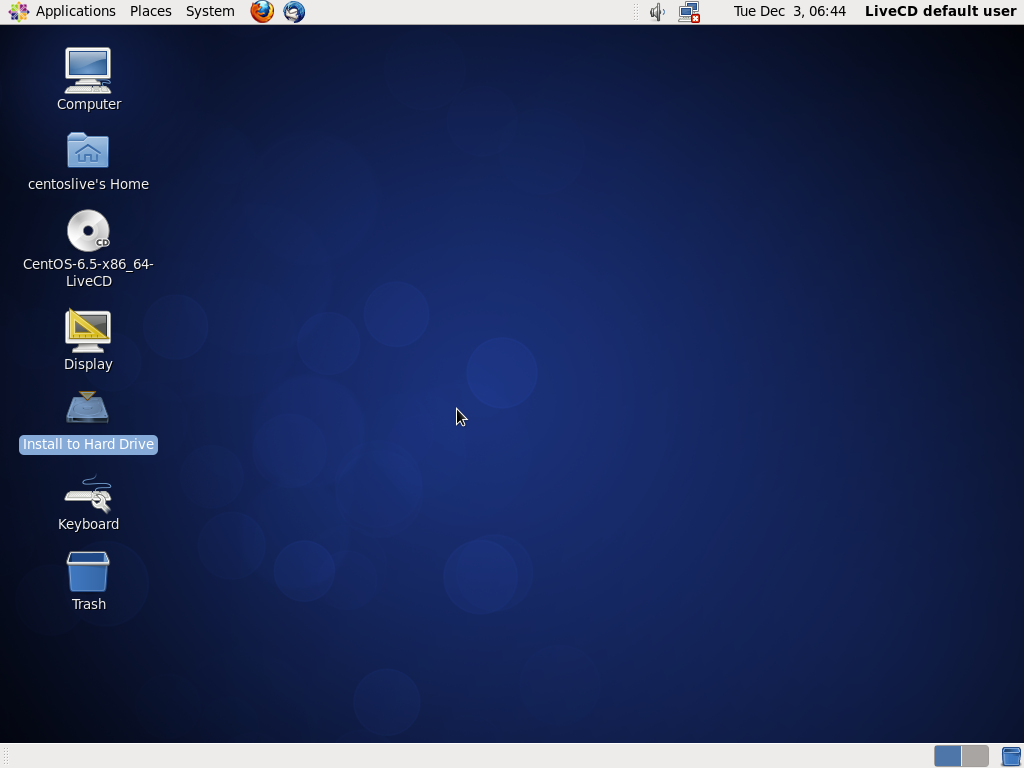 Applications Places System Tue Dec 3, 06:44 LiveCD default user
Computer
centoslive's Home
CD
CentOS-6.5-x86_64-
LiveCD
Display
Install to Hard Drive
Keyboard
Trash